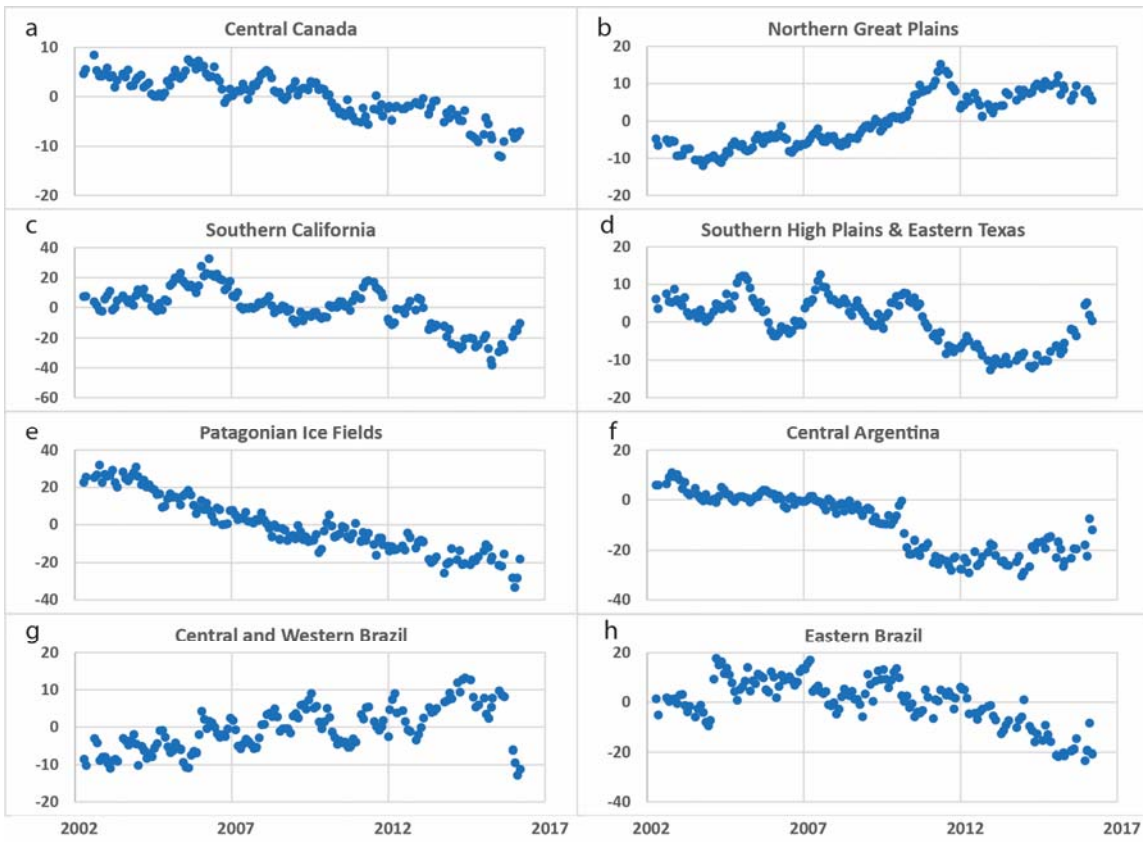 a
Central Canada
10
0
-10
-20
b
Northern Great Plains
20
10
0
-10
-20
c
Southern California
40
20
0
-20
-40
-60
d
Southern High Plains & Eastern Texas
20
10
0
-10
-20
e
Patagonian Ice Fields
40
20
0
-20
-40
f
Central Argentina
20
0
-20
-40
g
Central and Western Brazil
20
10
0
-10
-20
2002
2007
2012
2017
h
Eastern Brazil
20
0
-20
-40
2002
2007
2012
2017